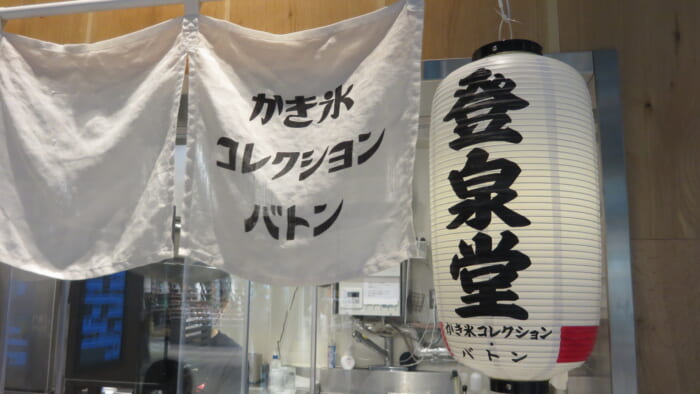 かき氷
コレクション
バトン
登泉堂
かき氷コレクション
・
バトン